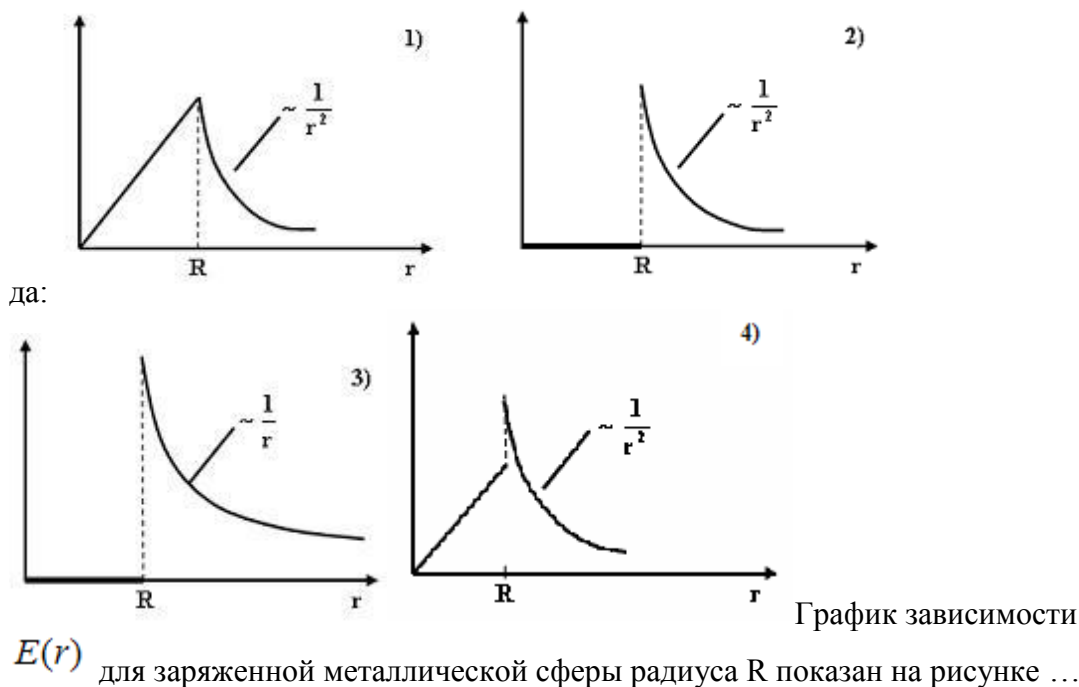 1)
~ 1/r²
R
r
2)
~ 1/r²
R
r
да:
3)
~ 1/r
R
r
4)
~ 1/r²
R
r
График зависимости
E(r) для заряженной металлической сферы радиуса R показан на рисунке …